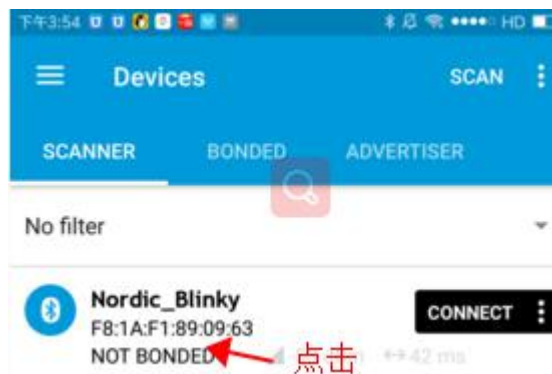 下午3:54 HD
Devices SCAN
SCANNER BONDED ADVERTISER
No filter
Nordic_Blinky
F8:1A:F1:89:09:63
CONNECT
NOT BONDED 点击 ↔42 ms